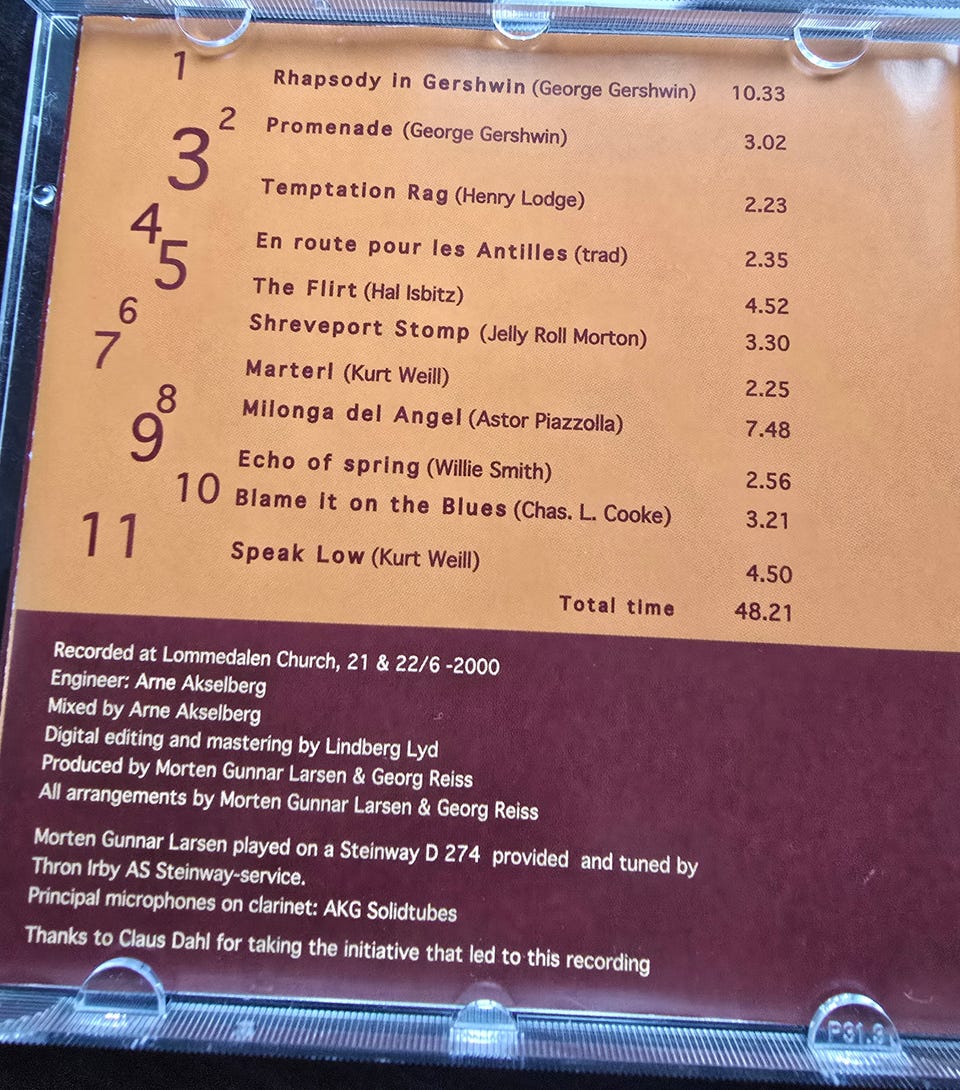 1 Rhapsody in Gershwin (George Gershwin) 10.33
2 Promenade (George Gershwin) 3.02
3 Temptation Rag (Henry Lodge) 2.23
4 En route pour les Antilles (trad) 2.35
5 The Flirt (Hal Isbitz) 4.52
6 Shreveport Stomp (Jelly Roll Morton) 3.30
7 Marterl (Kurt Weill) 2.25
8 Milonga del Angel (Astor Piazzolla) 7.48
9 Echo of spring (Willie Smith) 2.56
10 Blame it on the Blues (Chas. L. Cooke) 3.21
11 Speak Low (Kurt Weill) 4.50
Total time 48.21
Recorded at Lommedalen Church, 21 & 22/6 -2000
Engineer: Arne Akselberg
Mixed by Arne Akselberg
Digital editing and mastering by Lindberg Lyd
Produced by Morten Gunnar Larsen & Georg Reiss
All arrangements by Morten Gunnar Larsen & Georg Reiss
Morten Gunnar Larsen played on a Steinway D 274 provided and tuned by
Thron Irby AS Steinway-service.
Principal microphones on clarinet: AKG Solidtubes
Thanks to Claus Dahl for taking the initiative that led to this recording